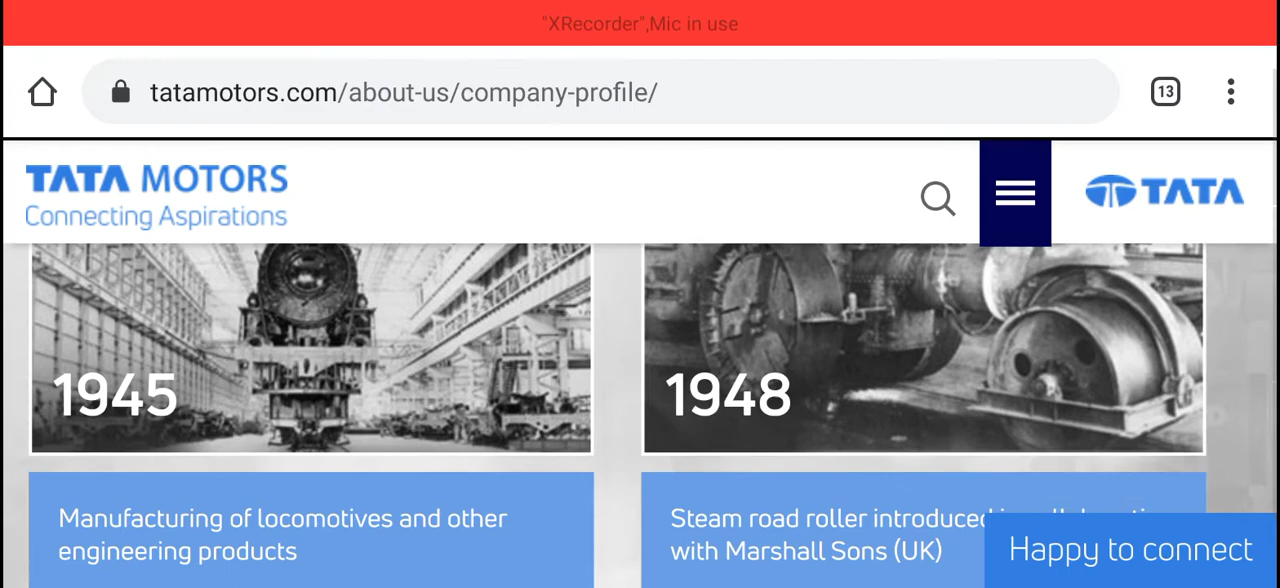 "XRecorder",Mic in use
tatamotors.com/about-us/company-profile/
13
TATA MOTORS
Connecting Aspirations
TATA
1945
1948
Manufacturing of locomotives and other
engineering products
Steam road roller introduced
with Marshall Sons (UK)
Happy to connect